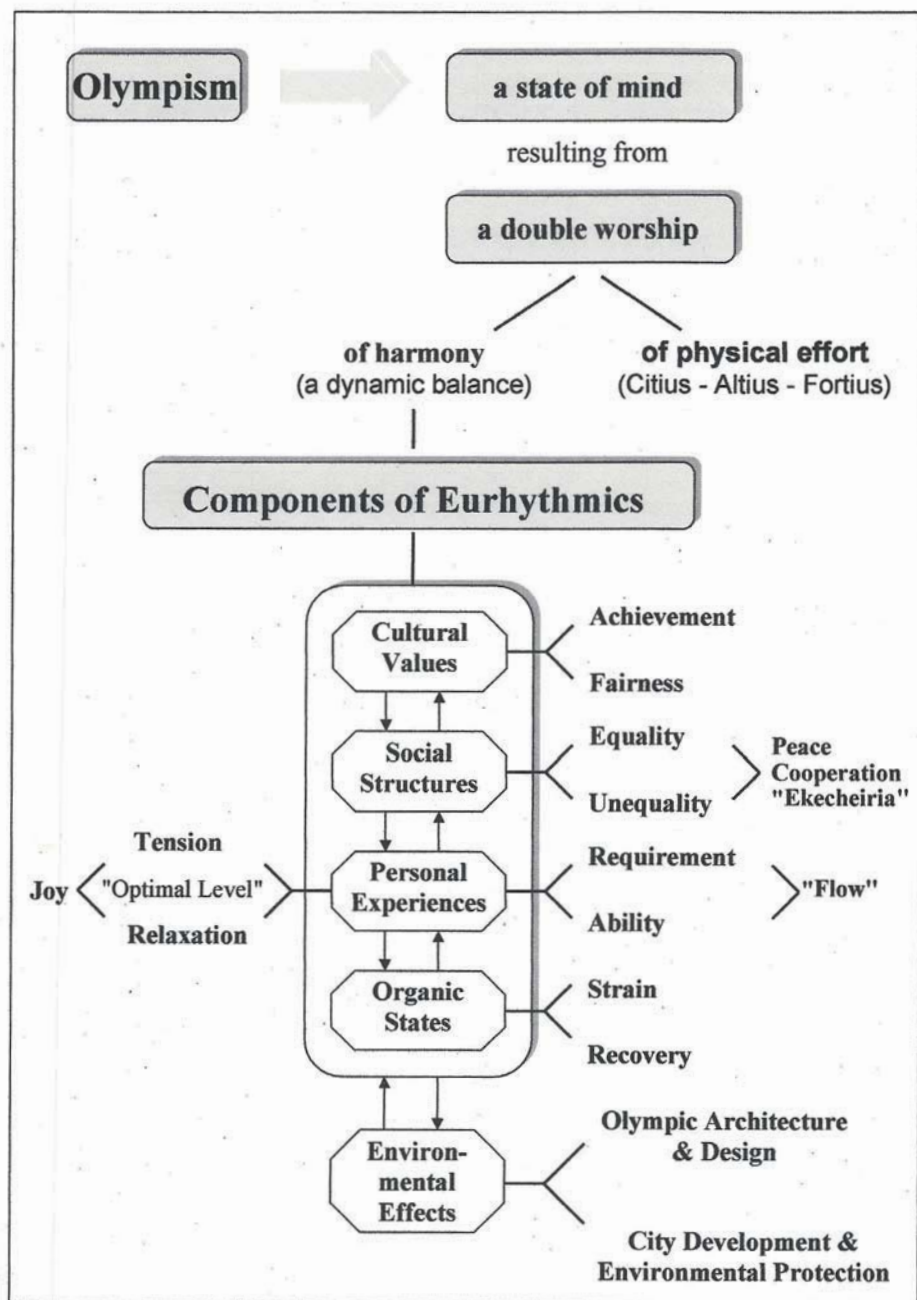 Olympism
a state of mind
resulting from
a double worship
of harmony
(a dynamic balance)
of physical effort
(Citius - Altius - Fortius)
Components of Eurhythmics
Cultural
Values
Achievement
Fairness
Social
Structures
Equality
Unequality
Peace
Cooperation
"Ekecheiria"
Joy
Tension
"Optimal Level"
Relaxation
Personal
Experiences
Requirement
Ability
"Flow"
Organic
States
Strain
Recovery
Environ-
mental
Effects
Olympic Architecture
& Design
City Development &
Environmental Protection